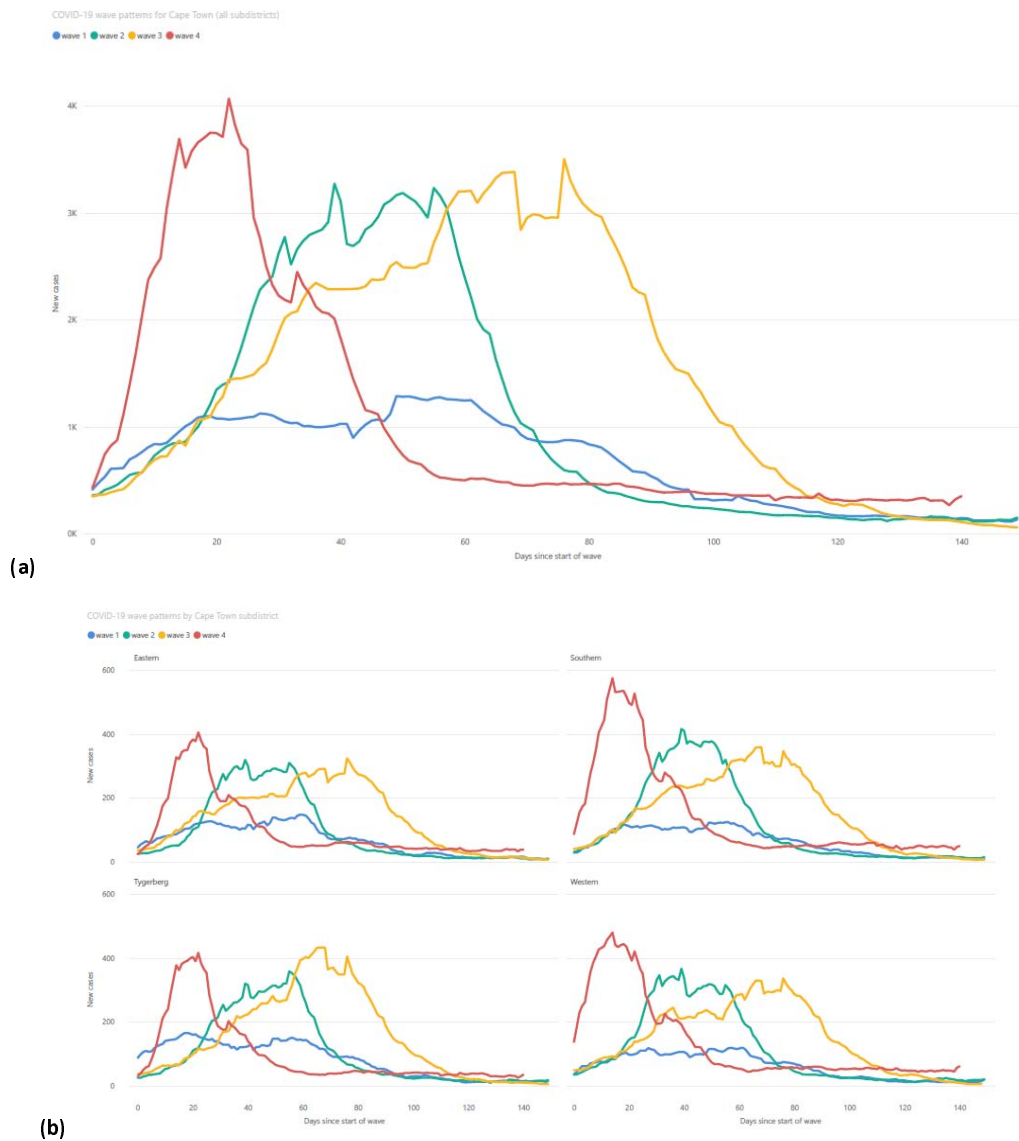 COVID-19 wave patterns for Cape Town (all subdistricts)
wave 1 wave 2 wave 3 wave 4
4K
3K
2K
1K
0K
New cases
0 20 40 60 80 100 120 140
Days since start of wave
(a)
COVID-19 wave patterns by Cape Town subdistrict
wave 1 wave 2 wave 3 wave 4
Eastern Southern
600
400
200
0
New cases
Tygerberg Western
600
400
200
0
New cases
0 20 40 60 80 100 120 140 0 20 40 60 80 100 120 140
Days since start of wave Days since start of wave
(b)